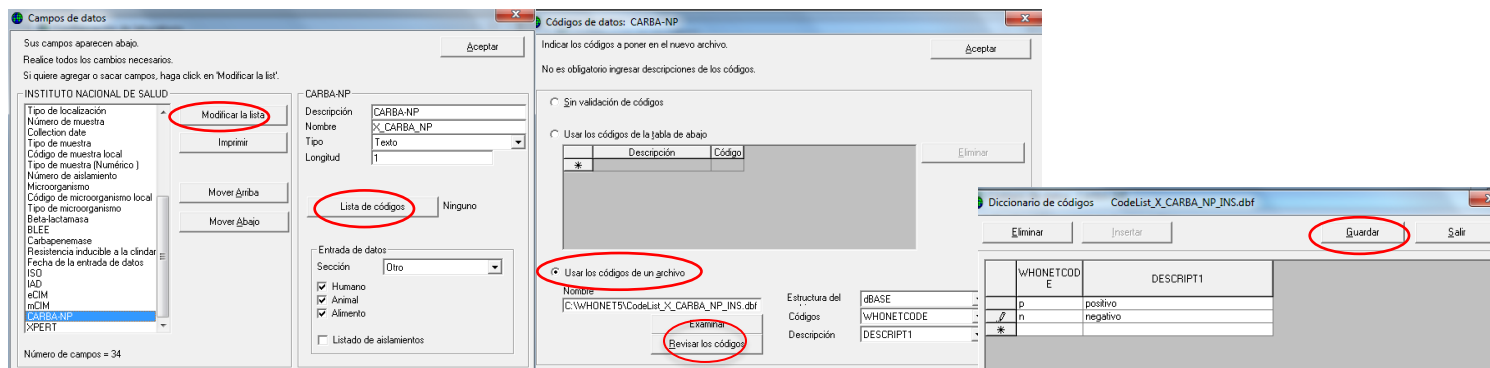 Campos de datos
Sus campos aparecen abajo.
Realice todos los cambios necesarios.
Si quiere agregar o sacar campos, haga click en 'Modificar la list'.
Aceptar
INSTITUTO NACIONAL DE SALUD
Tipo de localización
Número de muestra
Collection date
Tipo de muestra
Código de muestra local
Tipo de muestra (Numérico )
Número de aislamiento
Microorganismo
Código de microorganismo local
Tipo de microorganismo
Beta-lactamasa
BLEE
Carbapenemase
Resistencia inducible a la clindar
Fecha de la entrada de datos
ISO
IAD
eCIM
mCIM
CARBA-NP
XPERT
Número de campos = 34
Modificar la lista
Imprimir
Mover Arriba
Mover Abajo
CARBA-NP
Descripción CARBA-NP
Nombre X_CARBA_NP
Tipo Texto
Longitud 1
Lista de códigos Ninguno
Entrada de datos
Sección Otro
Humano
Animal
Alimento
Listado de aislamientos
Códigos de datos: CARBA-NP
Indicar los códigos a poner en el nuevo archivo.
No es obligatorio ingresar descripciones de los códigos.
Aceptar
Sin validación de códigos
Usar los códigos de la tabla de abajo
Descripción Código
*
Eliminar
Usar los códigos de un archivo
Nombre
C:\WHONET5\CodeList_X_CARBA_NP_INS.dbf
Examinar
Revisar los códigos
Estructura del dBASE
Códigos WHONETCODE
Descripción DESCRIPT1
Diccionario de códigos CodeList_X_CARBA_NP_INS.dbf
Eliminar Insertar Guardar Salir
WHONETCOD
E DESCRIPT1
p positivo
n negativo
*